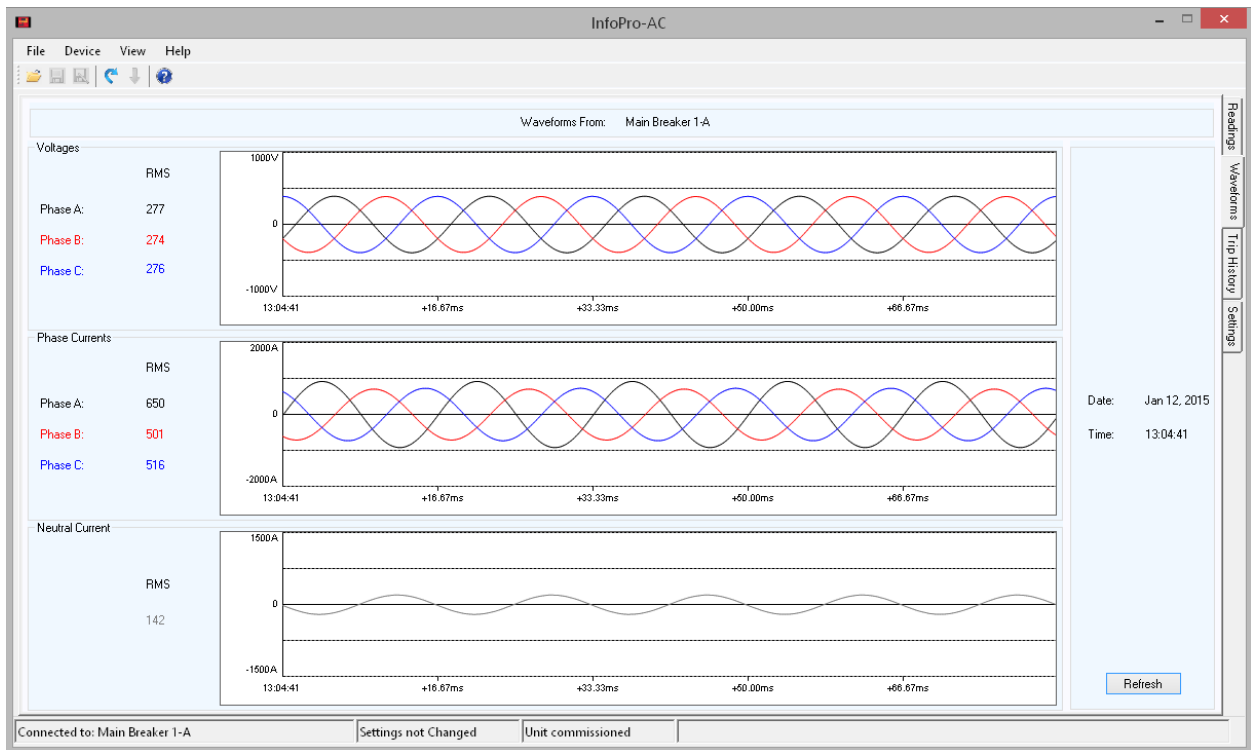 InfoPro-AC
File Device View Help
Waveforms From: Main Breaker 1-A
Voltages
RMS
Phase A: 277
Phase B: 274
Phase C: 276
1000V
0
-1000V
13:04:41 +16.67ms +33.33ms +50.00ms +66.67ms
Phase Currents
RMS
Phase A: 650
Phase B: 501
Phase C: 516
2000A
0
-2000A
13:04:41 +16.67ms +33.33ms +50.00ms +66.67ms
Neutral Current
RMS
142
1500A
0
-1500A
13:04:41 +16.67ms +33.33ms +50.00ms +66.67ms
Date: Jan 12, 2015
Time: 13:04:41
Refresh
Readings
Waveforms
Trip History
Settings
Connected to: Main Breaker 1-A Settings not Changed Unit commissioned